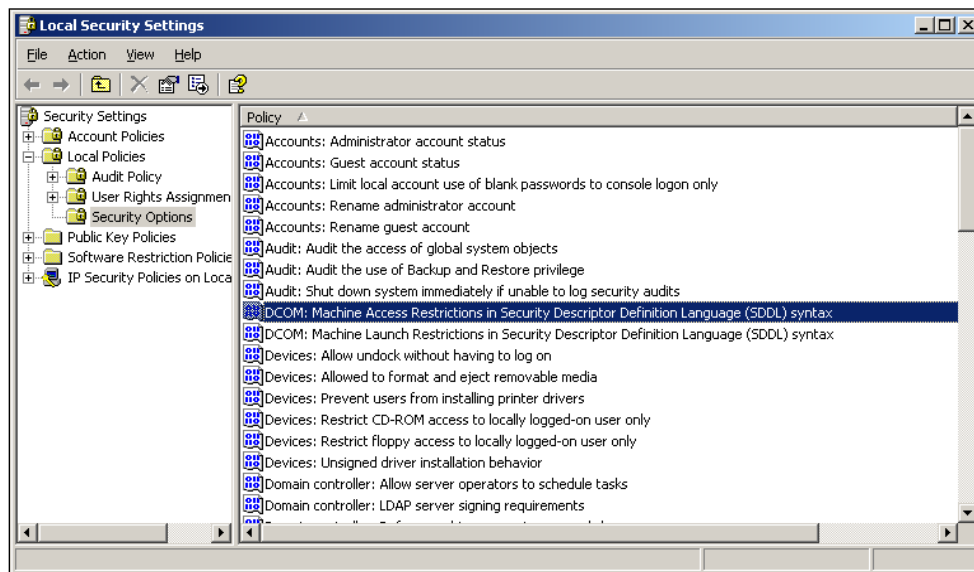 Local Security Settings
File Action View Help
Security Settings
Account Policies
Local Policies
Audit Policy
User Rights Assignmen
Security Options
Public Key Policies
Software Restriction Policie
IP Security Policies on Loca
Policy
Accounts: Administrator account status
Accounts: Guest account status
Accounts: Limit local account use of blank passwords to console logon only
Accounts: Rename administrator account
Accounts: Rename guest account
Audit: Audit the access of global system objects
Audit: Audit the use of Backup and Restore privilege
Audit: Shut down system immediately if unable to log security audits
DCOM: Machine Access Restrictions in Security Descriptor Definition Language (SDDL) syntax
DCOM: Machine Launch Restrictions in Security Descriptor Definition Language (SDDL) syntax
Devices: Allow undock without having to log on
Devices: Allowed to format and eject removable media
Devices: Prevent users from installing printer drivers
Devices: Restrict CD-ROM access to locally logged-on user only
Devices: Restrict floppy access to locally logged-on user only
Devices: Unsigned driver installation behavior
Domain controller: Allow server operators to schedule tasks
Domain controller: LDAP server signing requirements